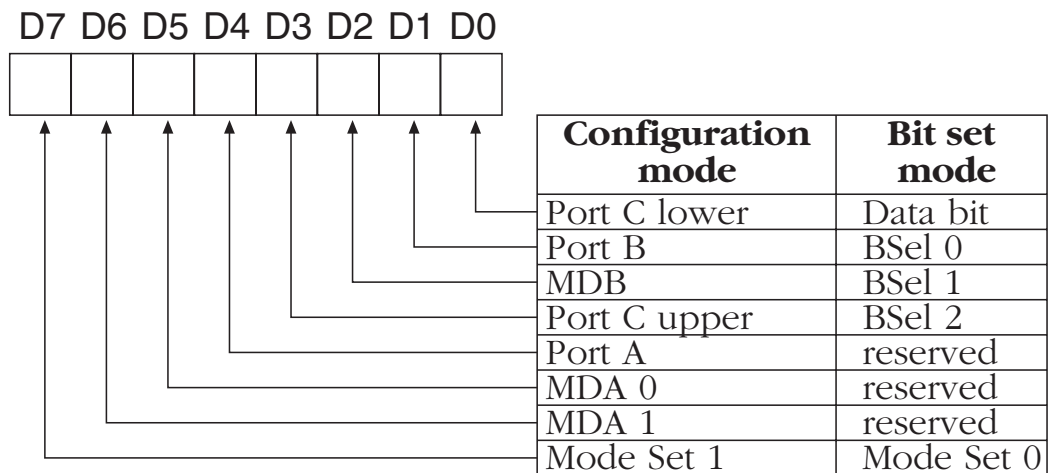 D7 D6 D5 D4 D3 D2 D1 D0
Configuration mode Bit set mode
Port C lower Data bit
Port B BSel 0
MDB BSel 1
Port C upper BSel 2
Port A reserved
MDA 0 reserved
MDA 1 reserved
Mode Set 1 Mode Set 0